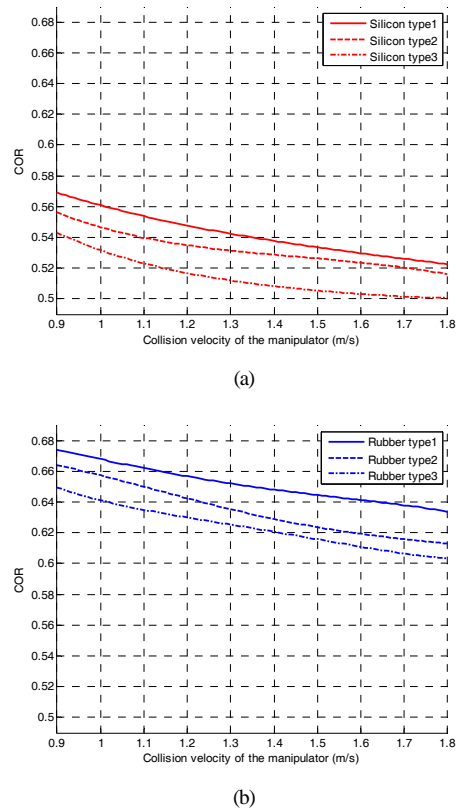 0.68
0.66
0.64
0.62
0.6
0.58
0.56
0.54
0.52
0.5
COR
Silicon type1
Silicon type2
Silicon type3
0.9 1 1.1 1.2 1.3 1.4 1.5 1.6 1.7 1.8
Collision velocity of the manipulator (m/s)
(a)
0.68
0.66
0.64
0.62
0.6
0.58
0.56
0.54
0.52
0.5
COR
Rubber type1
Rubber type2
Rubber type3
0.9 1 1.1 1.2 1.3 1.4 1.5 1.6 1.7 1.8
Collision velocity of the manipulator (m/s)
(b)